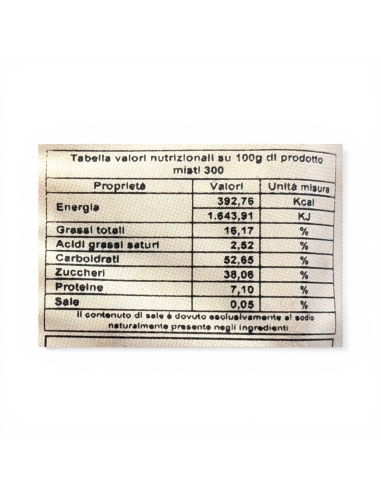 Tabella valori nutrizionali su 100g di prodotto
misti 300
Proprietà Valori Unità misura
Energia 392,76 Kcal
1.643,91 KJ
Grassi totali 16,17 %
Acidi grassi saturi 2,52 %
Carboidrati 52,65 %
Zuccheri 38,06 %
Proteine 7,10 %
Sale 0,05 %
Il contenuto di sale è dovuto esclusivamente al sodio
naturalmente presente negli ingredienti